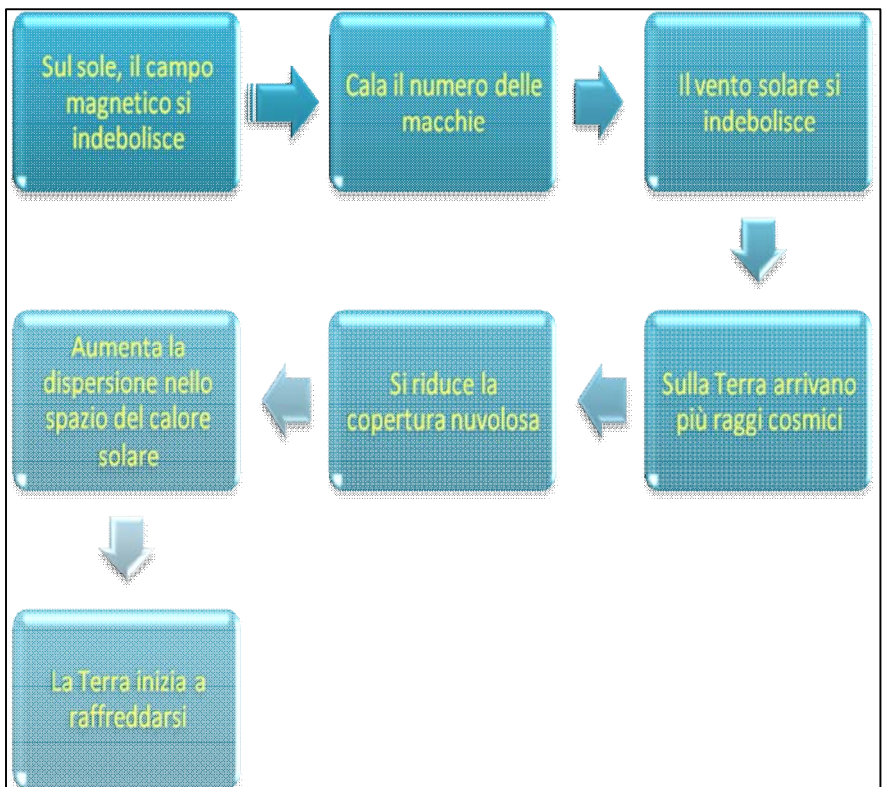 Sul sole, il campo
magnetico si
indebolisce
Cala il numero delle
macchie
Il vento solare si
indebolisce
Sulla Terra arrivano
più raggi cosmici
Si riduce la
copertura nuvolosa
Aumenta la
dispersione nello
spazio del calore
solare
La Terra inizia a
raffreddarsi